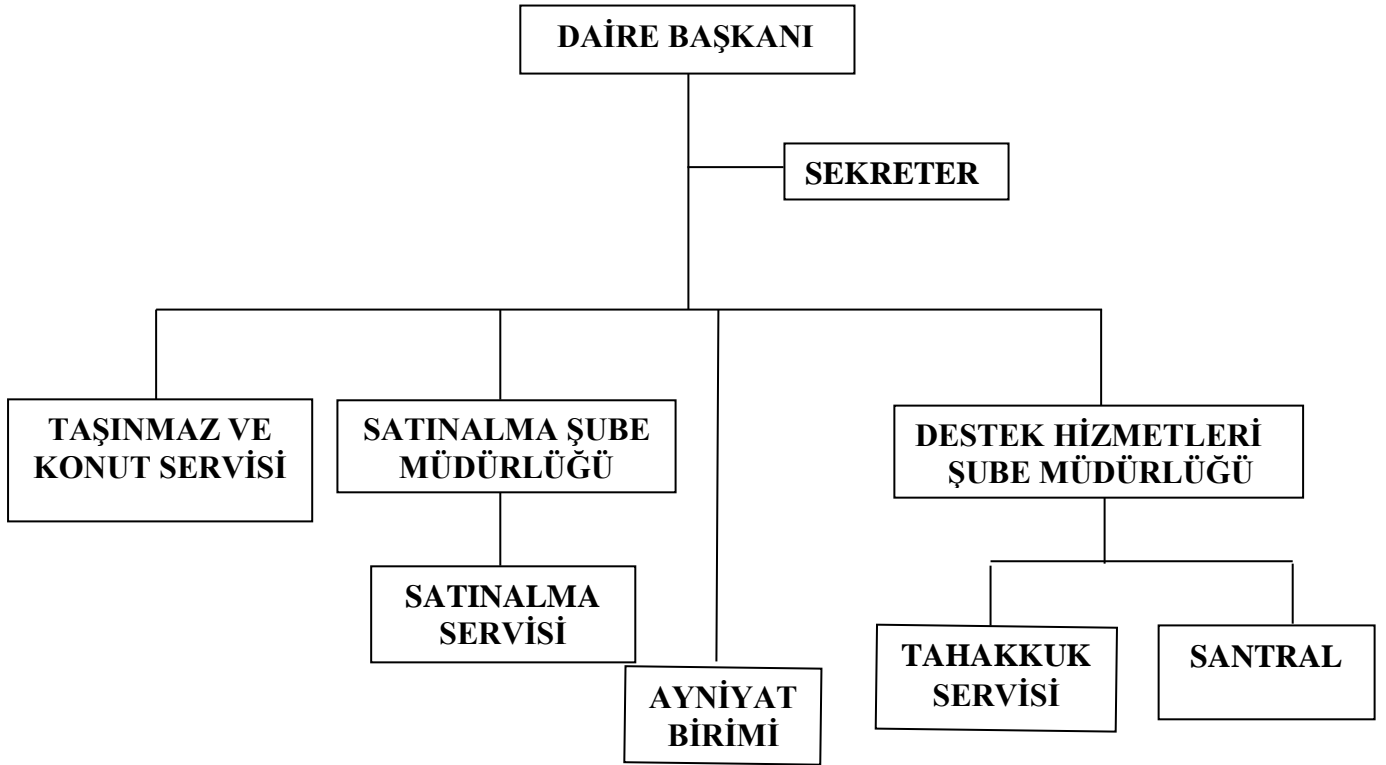 DAİRE BAŞKANI
SEKRETER
TAŞINMAZ VE
KONUT SERVİSİ
SATINALMA ŞUBE
MÜDÜRLÜĞÜ
DESTEK HİZMETLERİ
ŞUBE MÜDÜRLÜĞÜ
SATINALMA
SERVİSİ
AYNİYAT
BİRİMİ
TAHAKKUK
SERVİSİ
SANTRAL